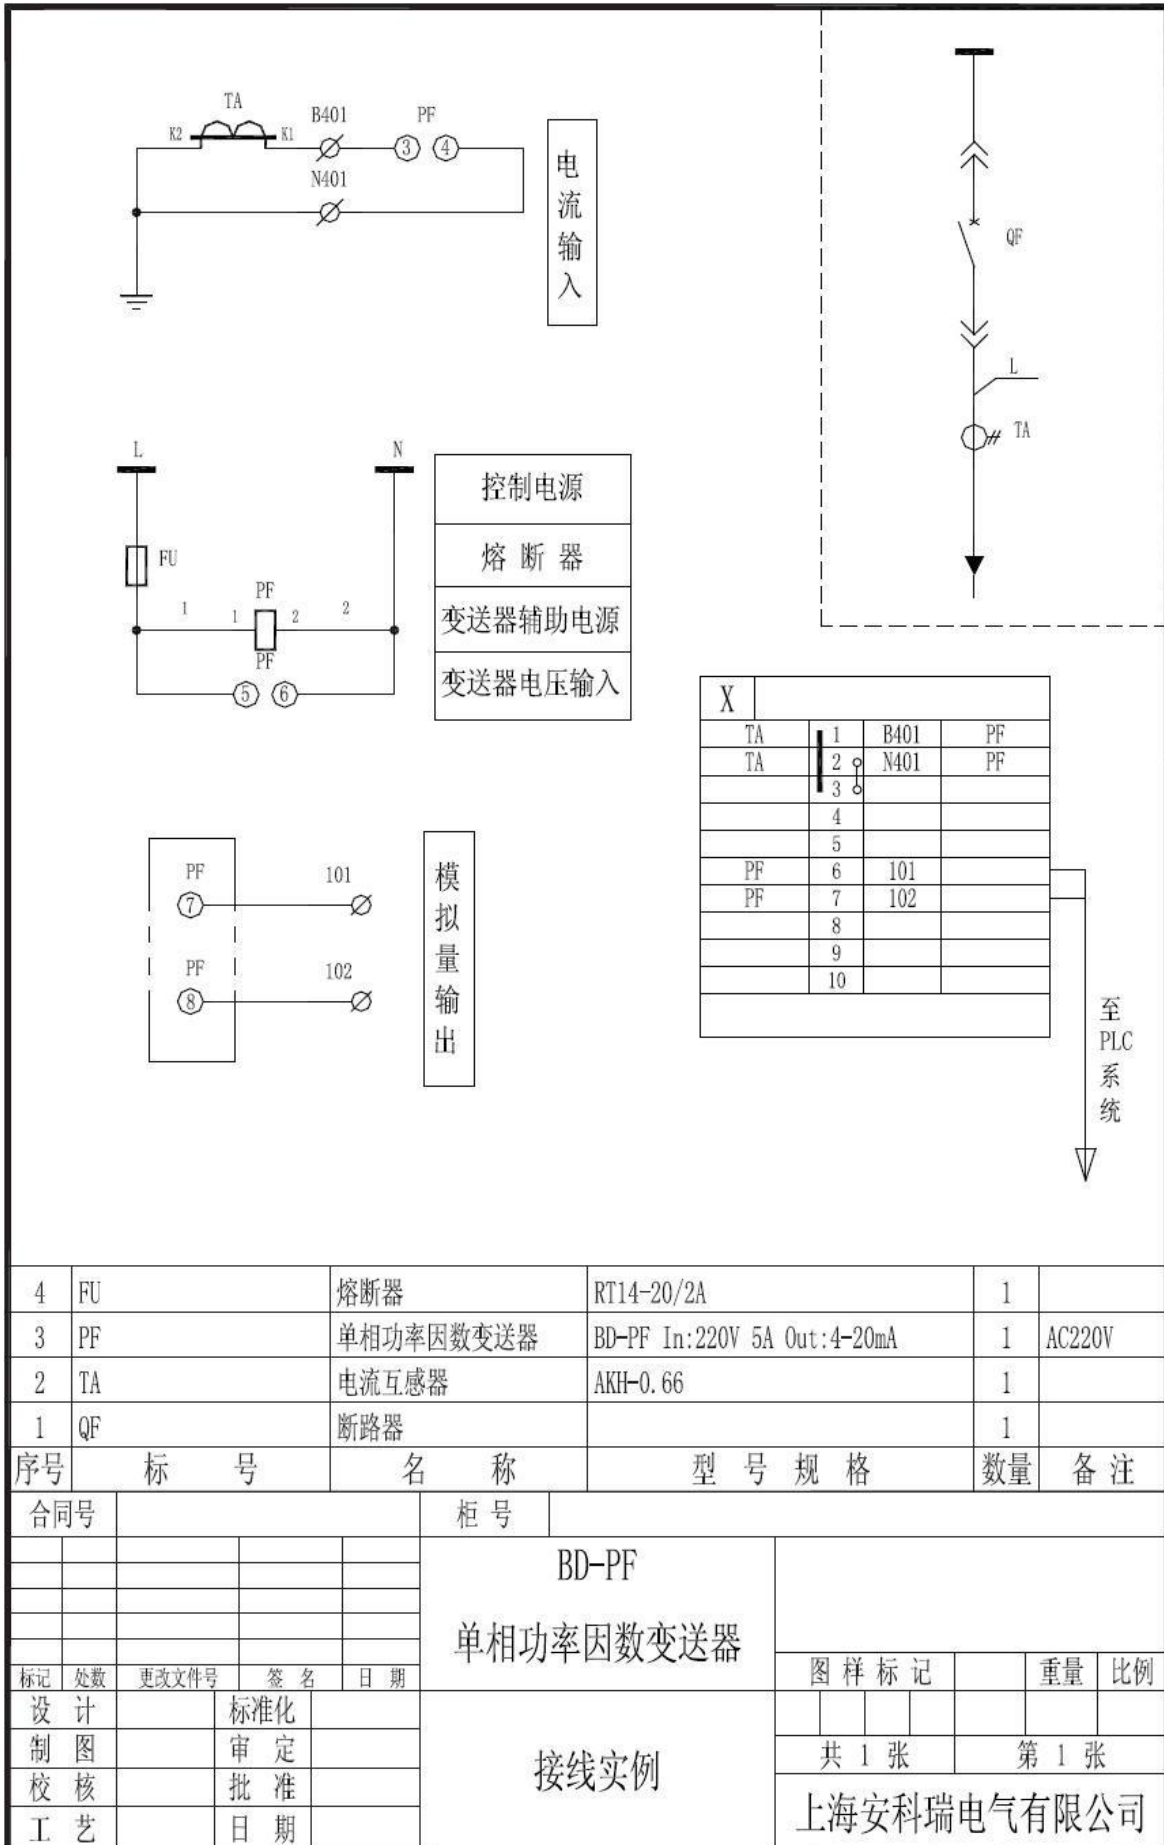 TA
K2
K1
B401
PF
③ ④
N401
电流输入
QF
L
TA
L
N
FU
1
PF
1
2
2
PF
⑤ ⑥
控制电源
熔断器
变送器辅助电源
变送器电压输入
X
TA 1 B401 PF
TA 2 N401 PF
3
4
5
PF 6 101
PF 7 102
8
9
10
至PLC系统
PF
⑦
101
PF
⑧
102
模拟量输出
4 FU 熔断器 RT14-20/2A 1
3 PF 单相功率因数变送器 BD-PF In:220V 5A Out:4-20mA 1 AC220V
2 TA 电流互感器 AKH-0.66 1
1 QF 断路器 1
序号 标号 名称 型号规格 数量 备注
合同号 柜号
BD-PF
单相功率因数变送器
标记 处数 更改文件号 签名 日期
图样标记 重量 比例
设计 标准化
制图 审定
校核 批准
工艺 日期
接线实例
共1张 第1张
上海安科瑞电气有限公司